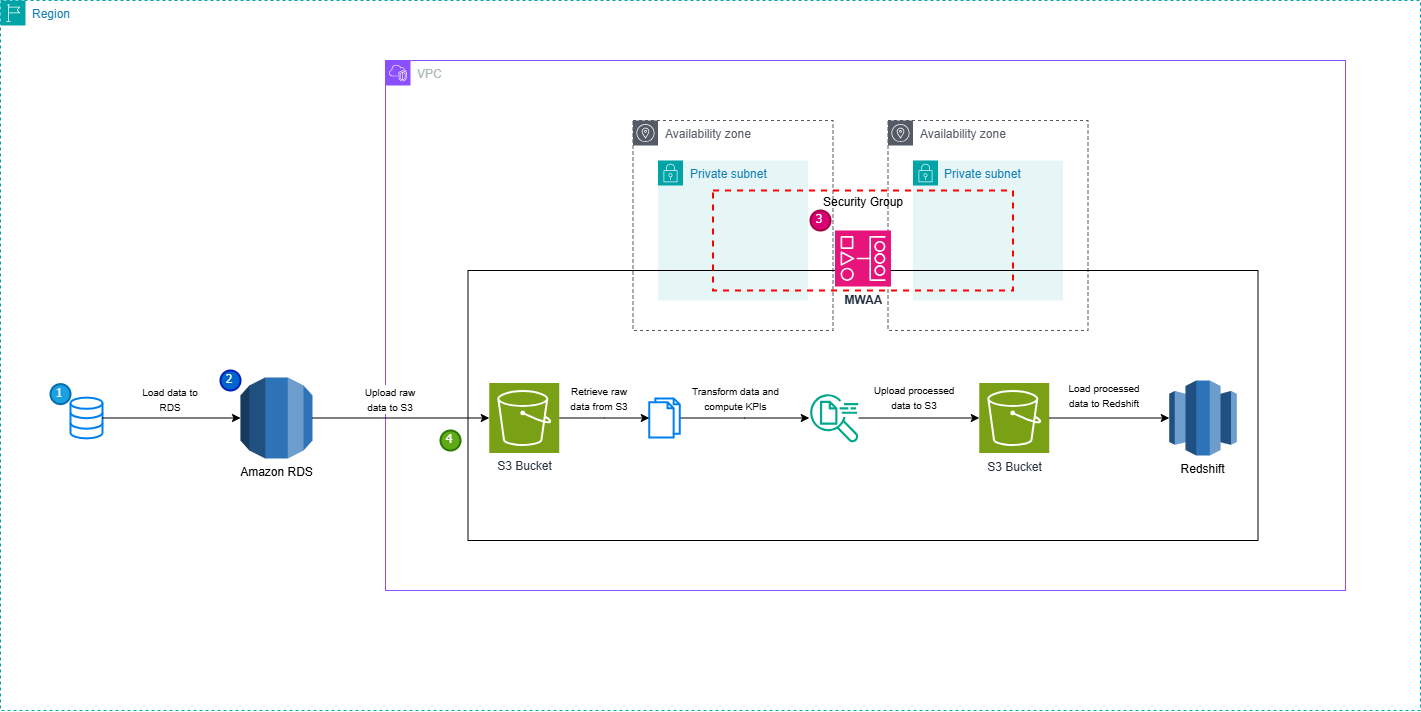 Region
VPC
Availability zone
Availability zone
Private subnet
Private subnet
Security Group
3
MWAA
1
2
Load data to
RDS
Amazon RDS
Upload raw
data to S3
4
S3 Bucket
Retrieve raw
data from S3
Transform data and
compute KPIs
Upload processed
data to S3
S3 Bucket
Load processed
data to Redshift
Redshift